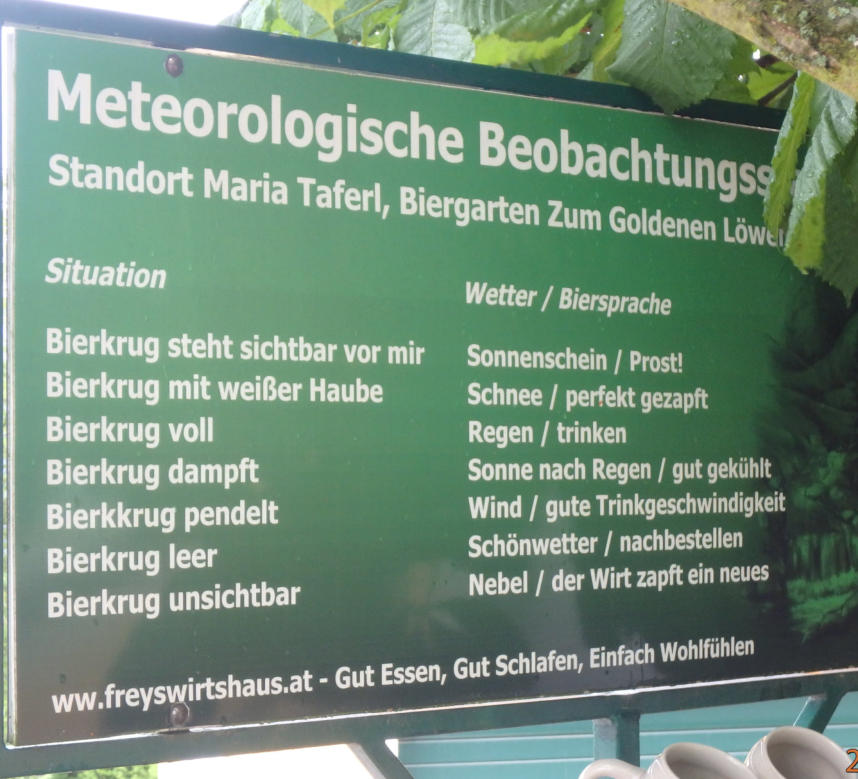 Meteorologische
Standort Maria Taferl, Biergarten Zum Goldenen
Situation
Wetter / Biersprache
Bierkrug steht sichtbar vor mir
Sonnenschein / Prost!
Bierkrug mit weißer Haube
Schnee / perfekt gezapft
Bierkrug voll
Regen / trinken
Bierkrug dampft
Sonne nach Regen / gut gekühlt
Bierkkrug pendelt
Wind / gute Trinkgeschwindigkeit
Bierkrug leer
Schönwetter / nachbestellen
Bierkrug unsichtbar
Nebel / der Wirt zapft ein neues
ww.freyswirtshaus.at - Gut Essen, Gut Schlafen, Einfach Wohlfühlen